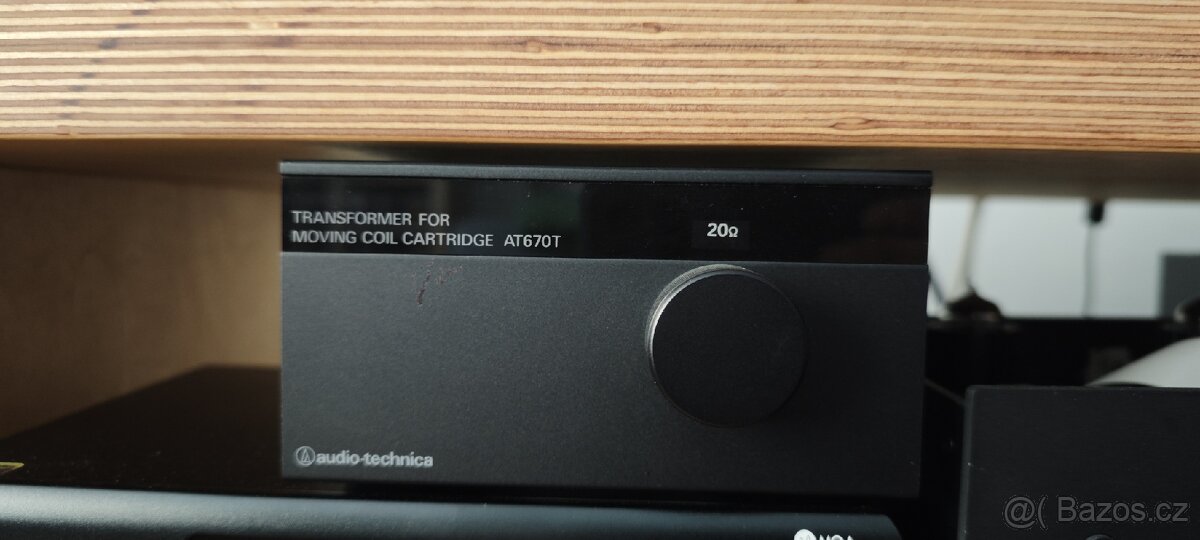 TRANSFORMER FOR
MOVING COIL CARTRIDGE AT670T
20Ω
audio-technica
@( Bazos.cz